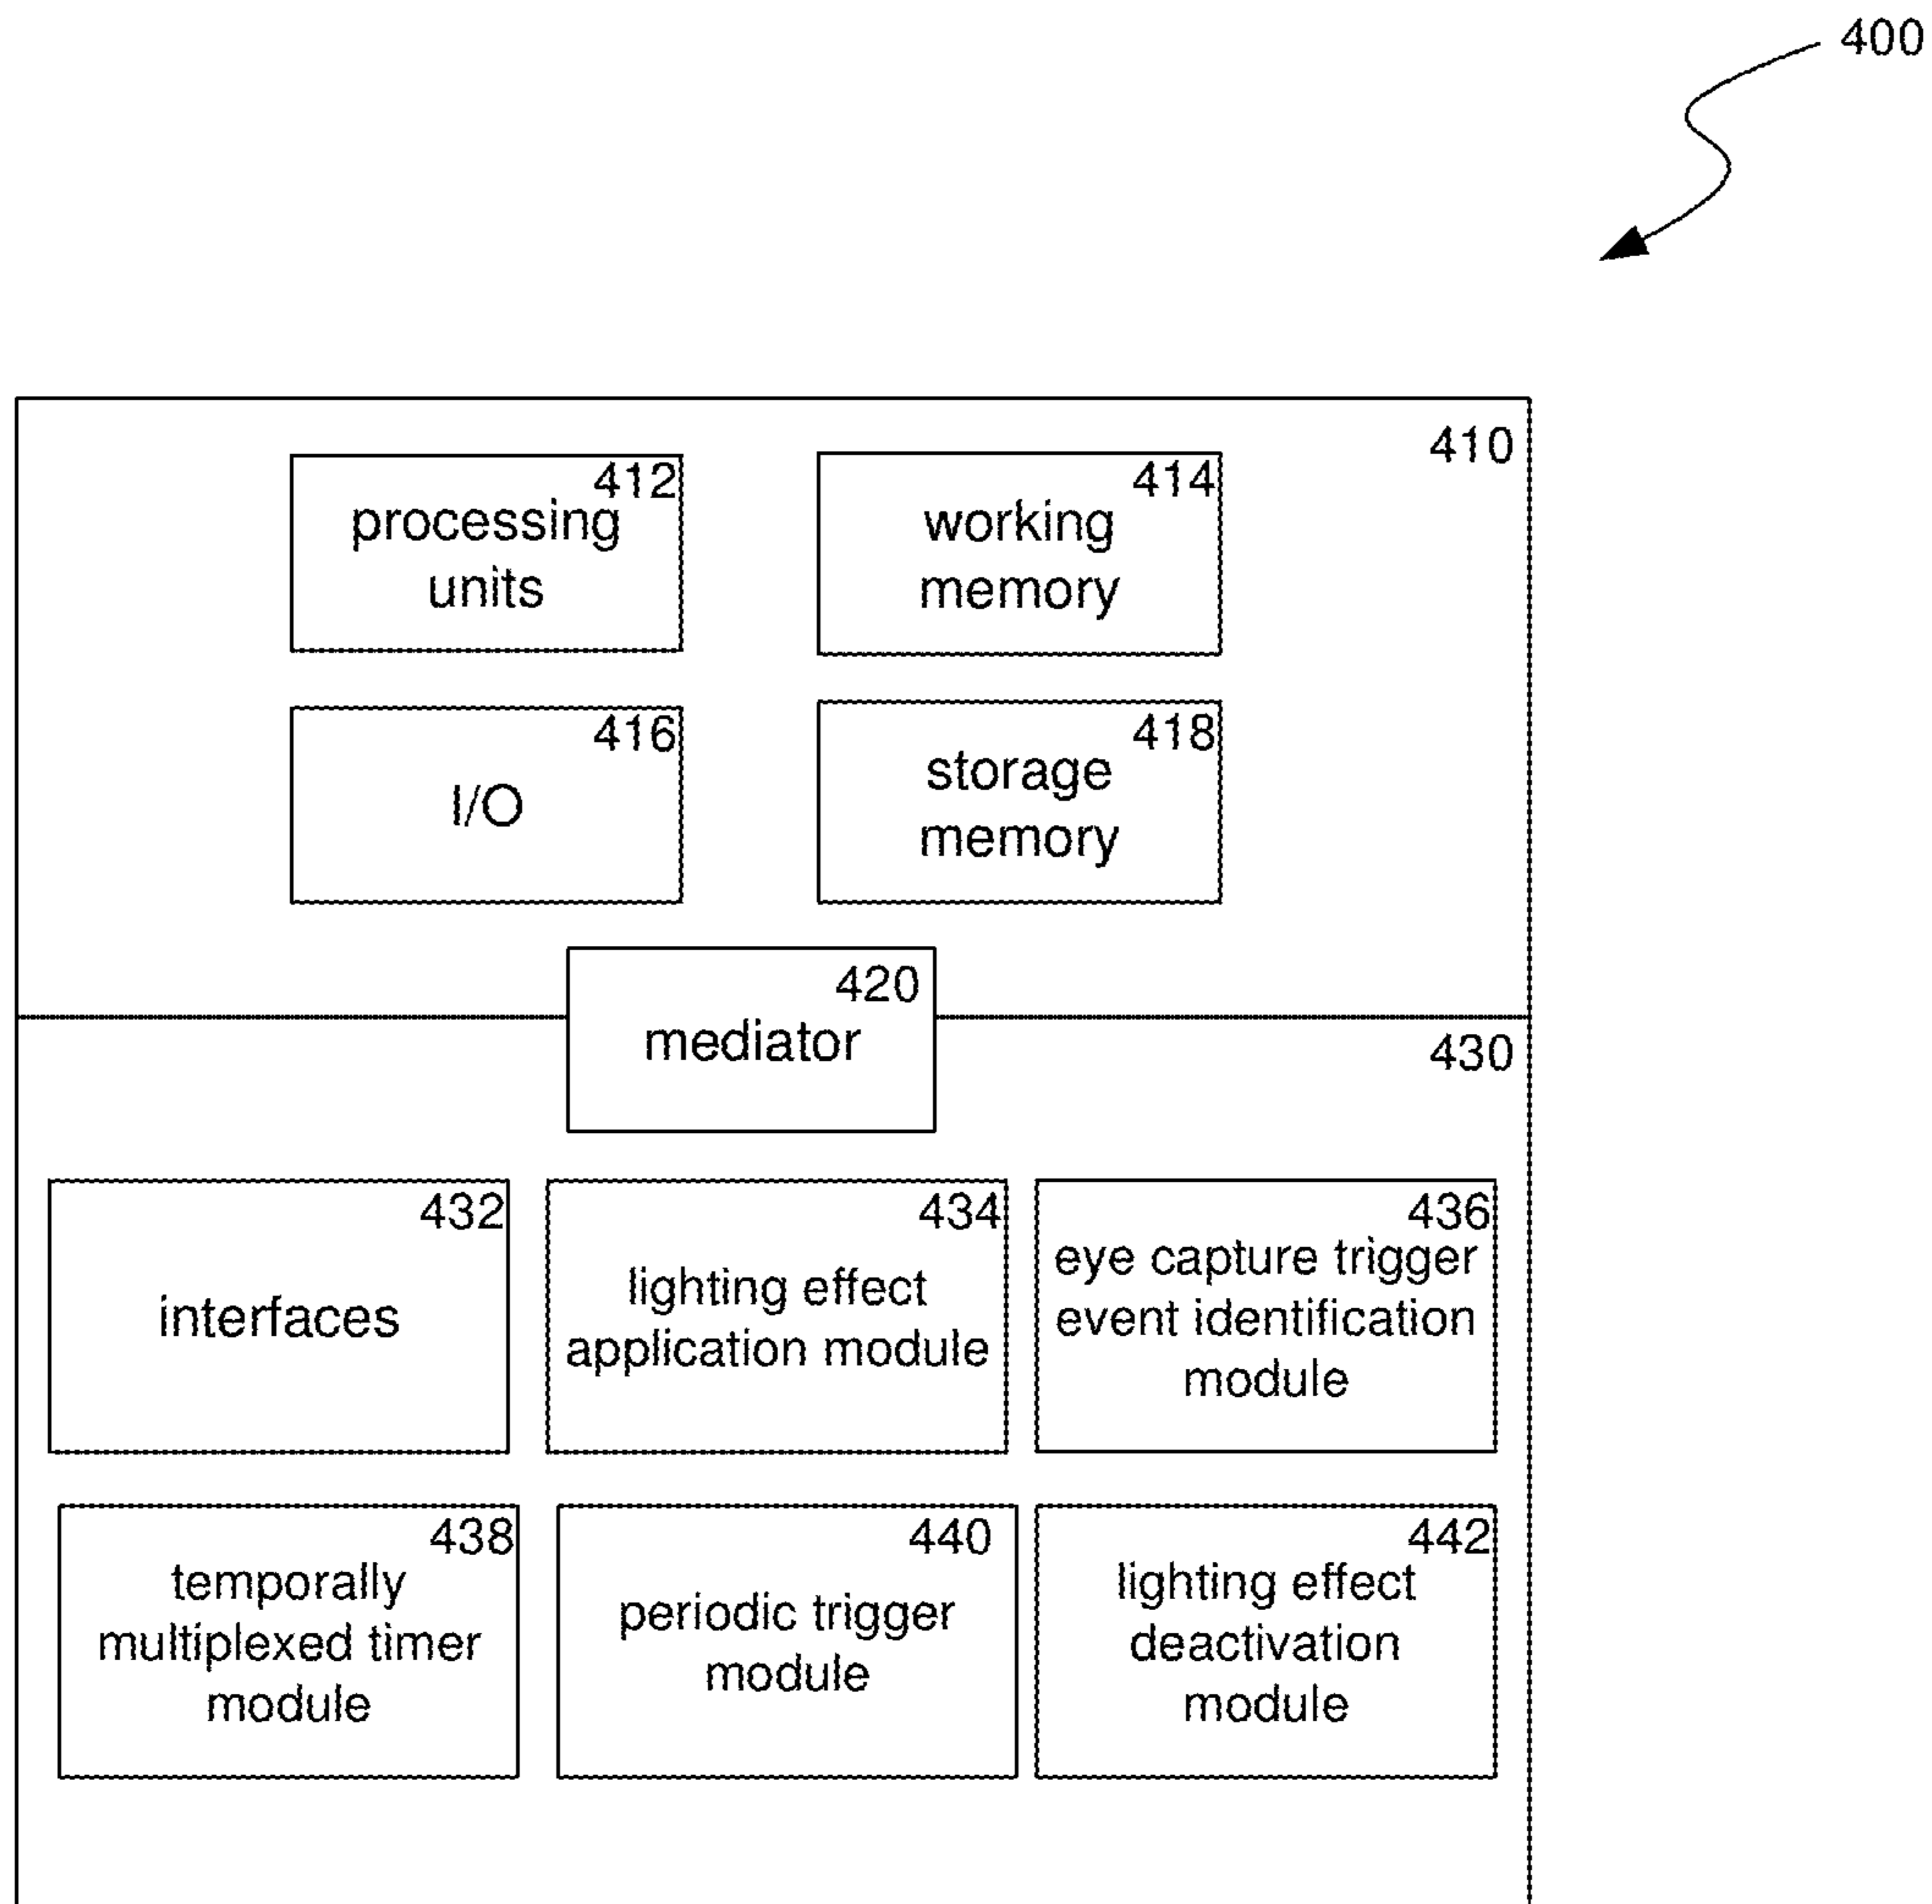 400
410
412
processing
units
414
working
memory
416
I/O
418
storage
memory
420
mediator
430
432
interfaces
434
lighting effect
application module
436
eye capture trigger
event identification
module
438
temporally
multiplexed timer
module
440
periodic trigger
module
442
lighting effect
deactivation
module